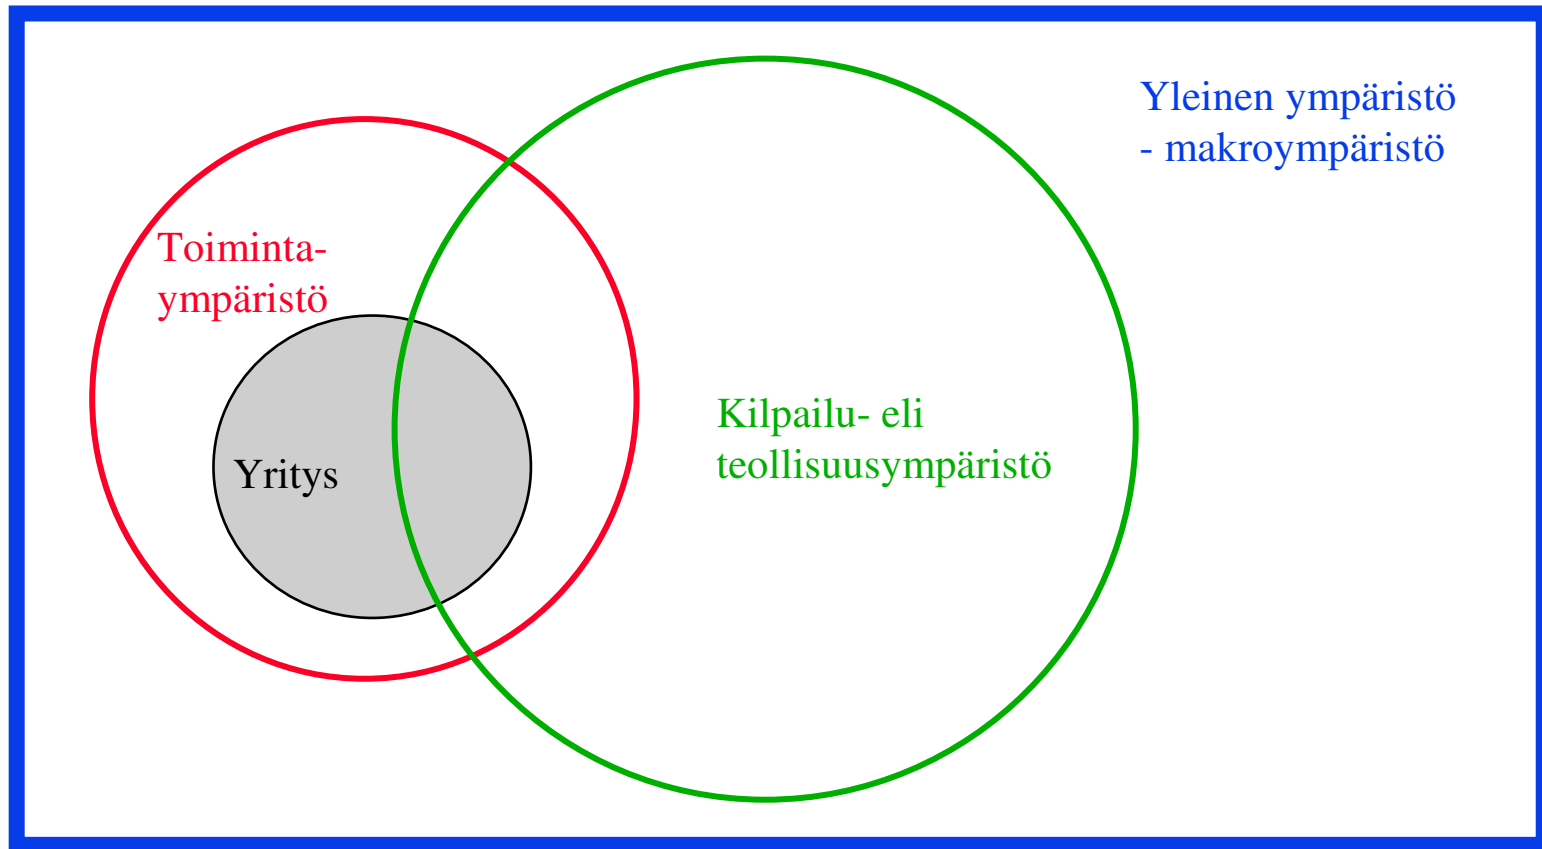 Yleinen ympäristö
- makroympäristö
Toiminta-
ympäristö
Kilpailu- eli
teollisuusympäristö
Yritys